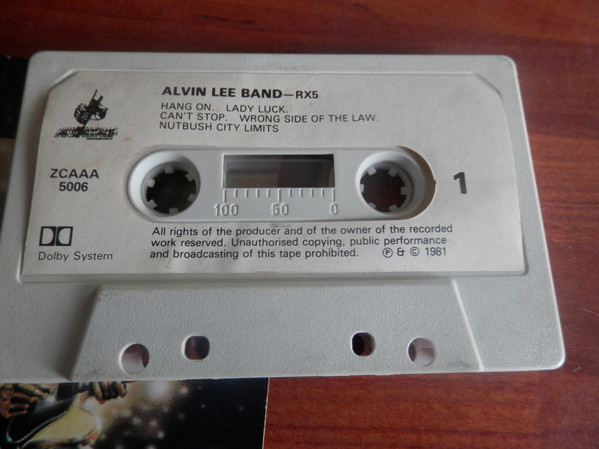 ALVIN LEE BAND—RX5
HANG ON. LADY LUCK.
CAN'T STOP. WRONG SIDE OF THE LAW.
NUTBUSH CITY LIMITS
ZCAAA
5006
1
100 50 0
All rights of the producer and of the owner of the recorded
work reserved. Unauthorised copying, public performance
and broadcasting of this tape prohibited. ℗ & © 1981
Dolby System